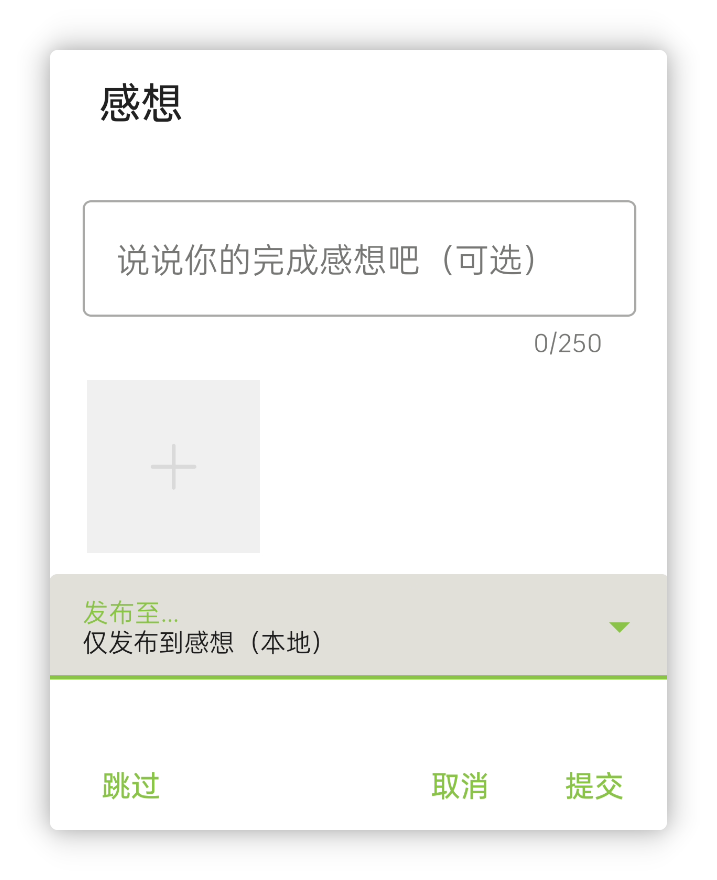 感想
说说你的完成感想吧（可选）
0/250
发布至...
仅发布到感想（本地）
跳过 取消 提交